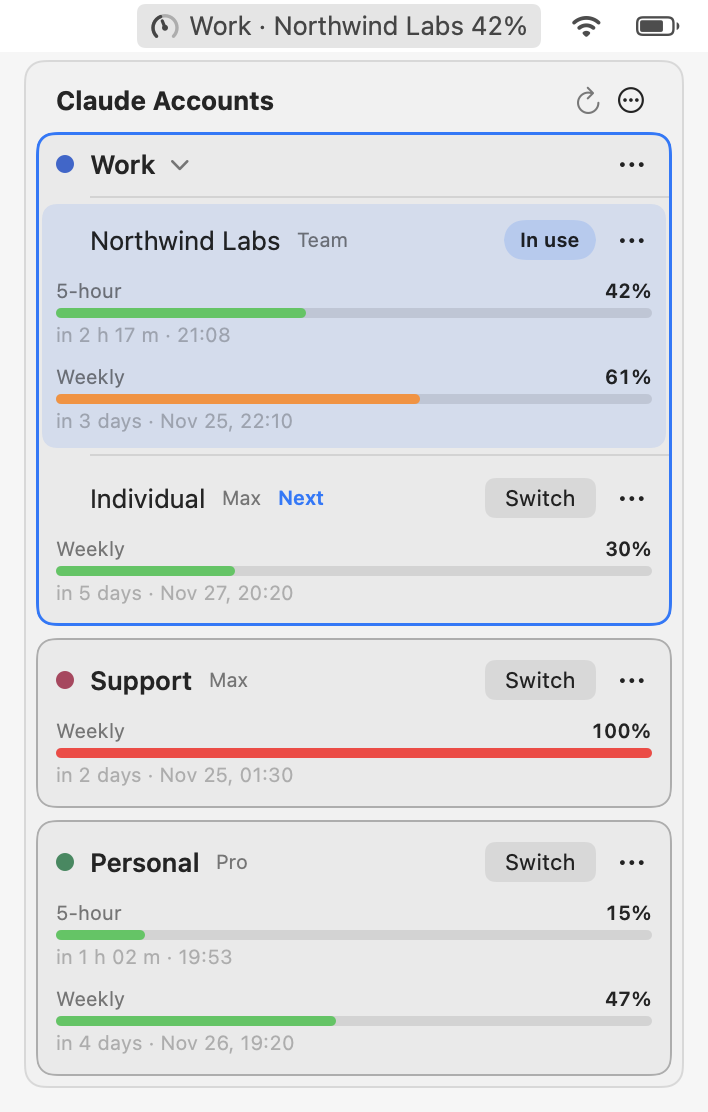 Work · Northwind Labs 42%
Claude Accounts
Work
Northwind Labs Team In use
5-hour 42%
in 2 h 17 m · 21:08
Weekly 61%
in 3 days · Nov 25, 22:10
Individual Max Next Switch
Weekly 30%
in 5 days · Nov 27, 20:20
Support Max Switch
Weekly 100%
in 2 days · Nov 25, 01:30
Personal Pro Switch
5-hour 15%
in 1 h 02 m · 19:53
Weekly 47%
in 4 days · Nov 26, 19:20